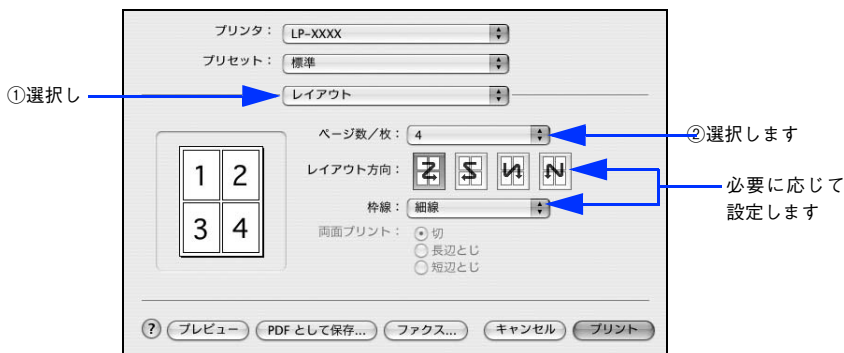 プリンタ： LP-XXXX
プリセット： 標準
①選択し
レイアウト
ページ数/枚： 4
②選択します
レイアウト方向：
必要に応じて
設定します
枠線： 細線
両面プリント： 切
長辺とじ
短辺とじ
1 2
3 4
? プレビュー PDF として保存... ファクス... キャンセル プリント